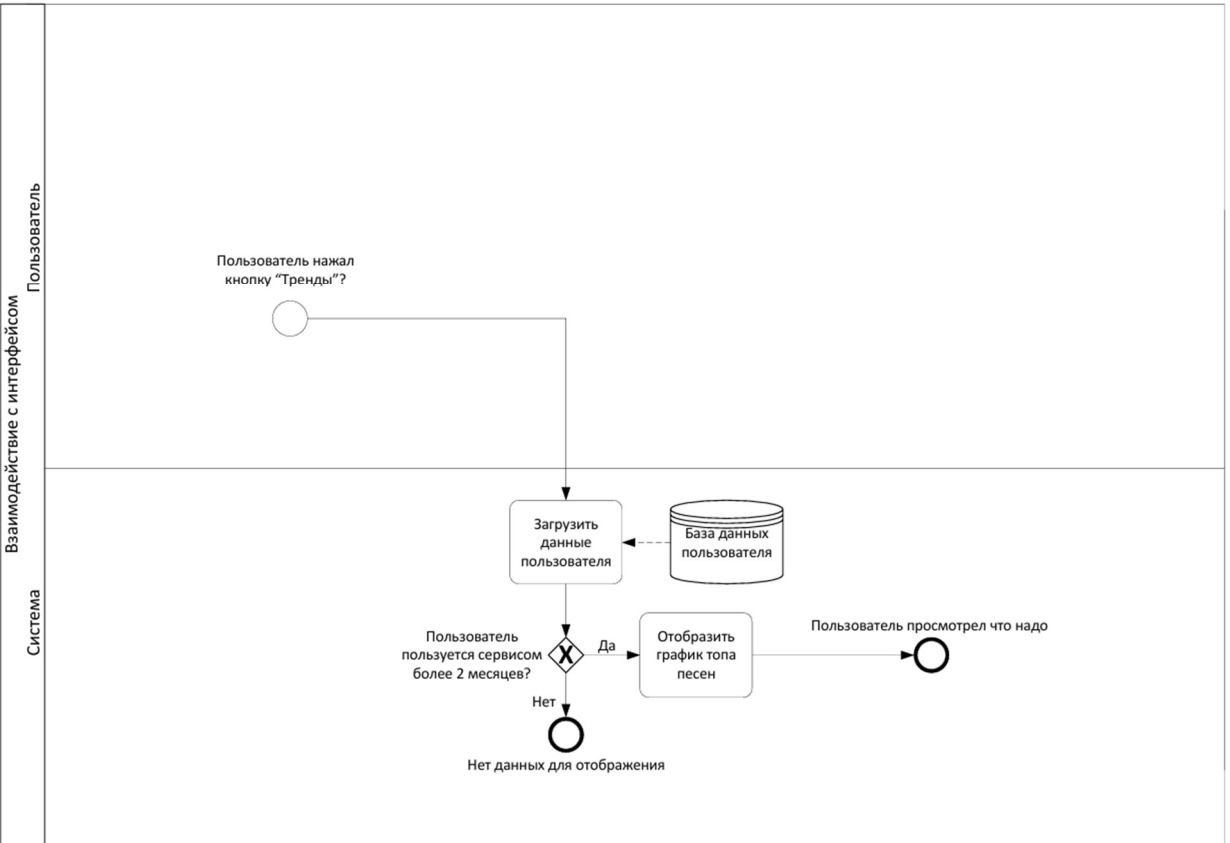 Взаимодействие с интерфейсом
Пользователь
Пользователь нажал
кнопку “Тренды”?
Система
Загрузить
данные
пользователя
База данных
пользователя
Пользователь
пользуется сервисом
более 2 месяцев?
X
Да
Отобразить
график топа
песен
Пользователь просмотрел что надо
Нет
Нет данных для отображения